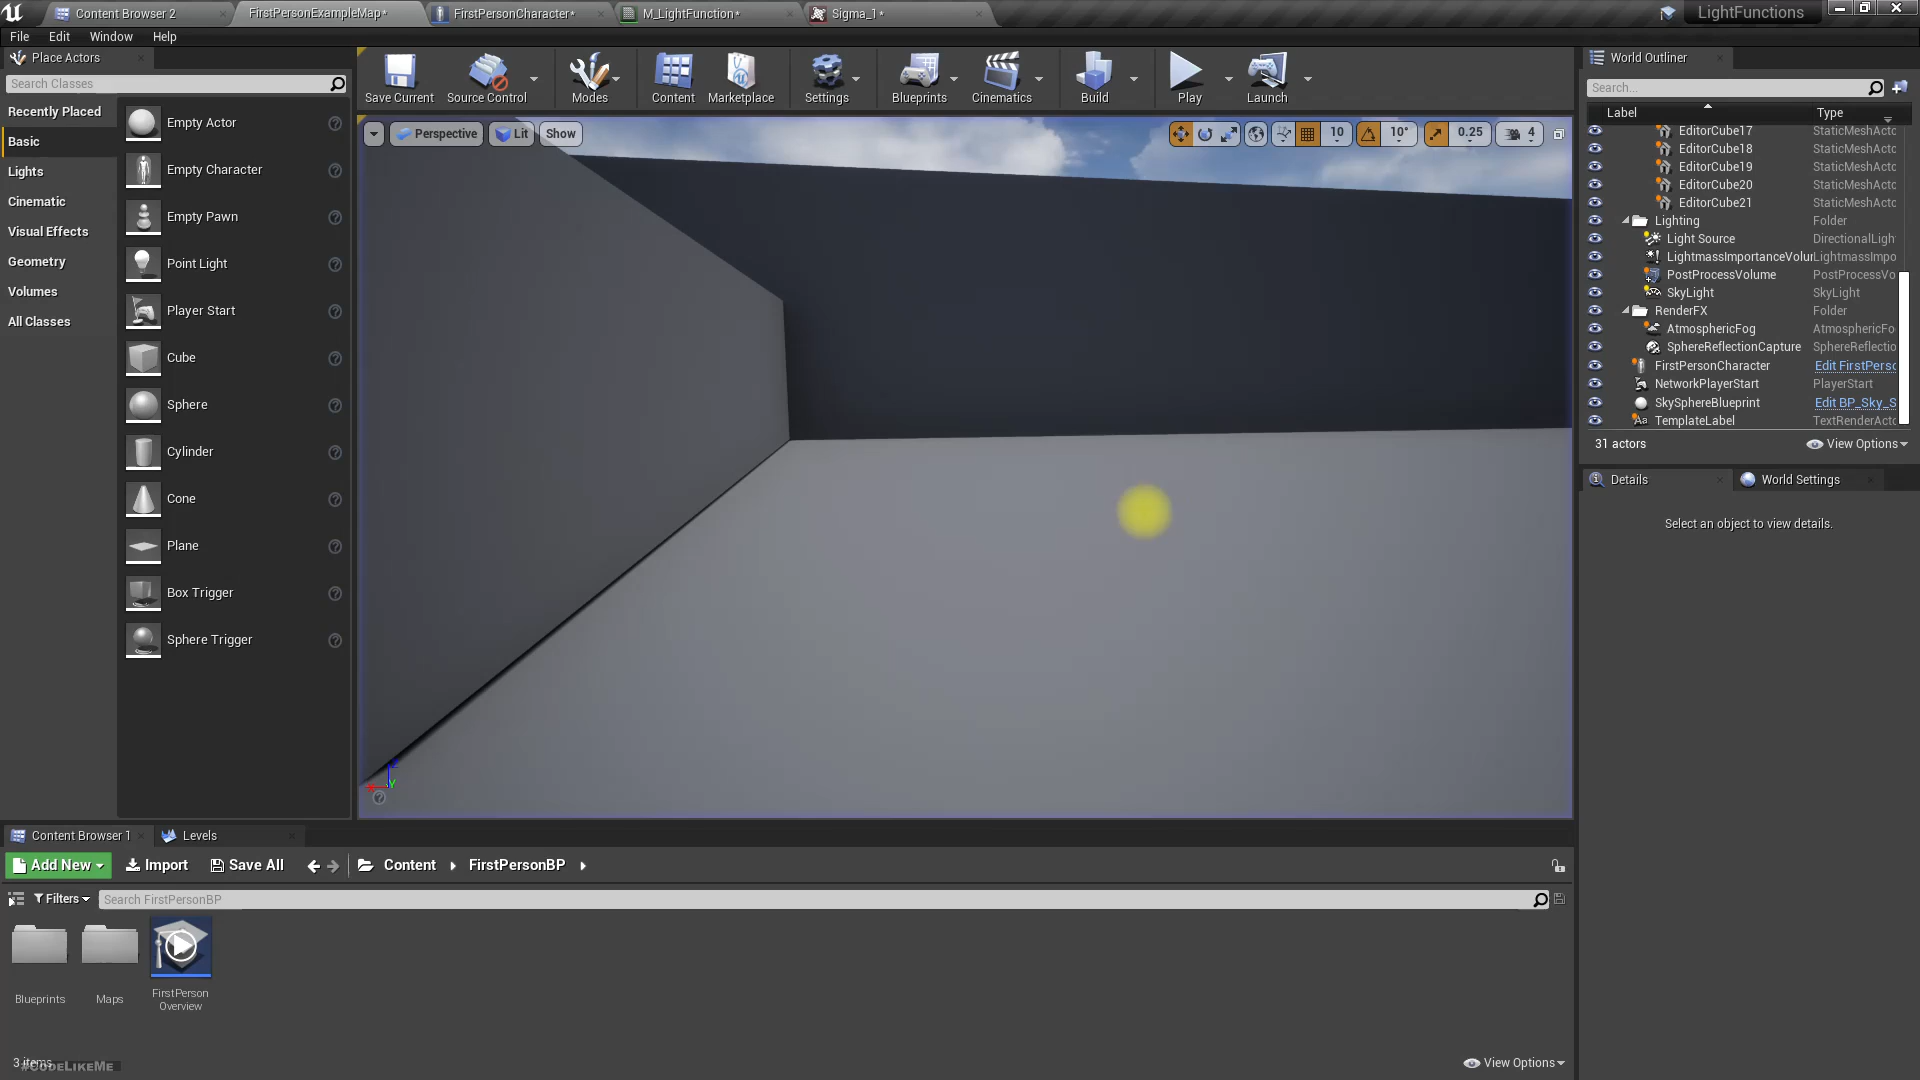 Content Browser 2
FirstPersonExampleMap*
FirstPersonCharacter*
M_LightFunction*
Sigma_1*
LightFunctions
File Edit Window Help
Place Actors
Search Classes
Recently Placed
Basic
Lights
Cinematic
Visual Effects
Geometry
Volumes
All Classes
Empty Actor
Empty Character
Empty Pawn
Point Light
Player Start
Cube
Sphere
Cylinder
Cone
Plane
Box Trigger
Sphere Trigger
Save Current
Source Control
Modes
Content
Marketplace
Settings
Blueprints
Cinematics
Build
Play
Launch
Perspective Lit Show
10 10° 0.25 4
Z
X Y
World Outliner
Search...
Label Type
EditorCube17 StaticMeshActo
EditorCube18 StaticMeshActo
EditorCube19 StaticMeshActo
EditorCube20 StaticMeshActo
EditorCube21 StaticMeshActo
Lighting Folder
Light Source DirectionalLigh
LightmassImportanceVolur LightmassImpo
PostProcessVolume PostProcessVo
SkyLight SkyLight
RenderFX Folder
AtmosphericFog AtmosphericFo
SphereReflectionCapture SphereReflectio
FirstPersonCharacter Edit FirstPerso
NetworkPlayerStart PlayerStart
SkySphereBlueprint Edit BP_Sky_S
TemplateLabel TextRenderActo
31 actors
View Options
Details
World Settings
Select an object to view details.
Content Browser 1
Levels
Add New Import Save All Content FirstPersonBP
Filters Search FirstPersonBP
Blueprints
Maps
FirstPerson
Overview
3 items
#CODELIKEME
View Options